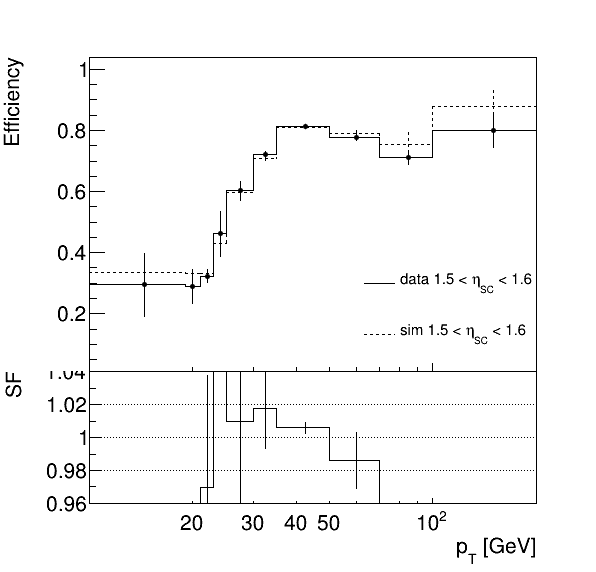 Efficiency
1
0.8
0.6
0.4
0.2
data 1.5 < η_SC < 1.6
sim 1.5 < η_SC < 1.6
SF
1.04
1.02
1
0.98
0.96
20 30 40 50 10²
p_T [GeV]